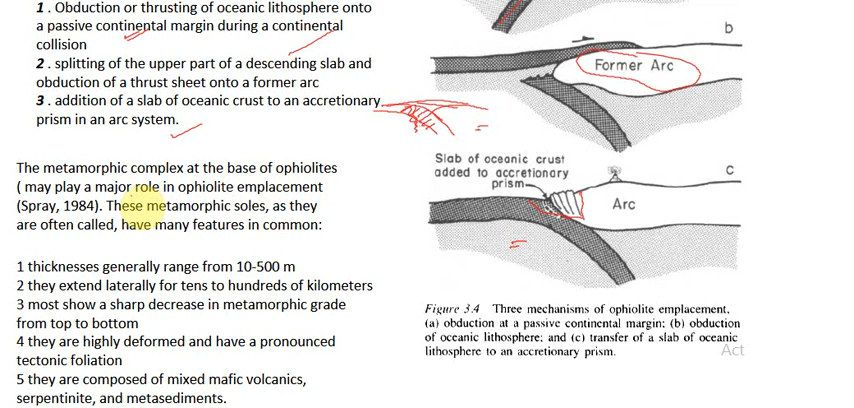 1 . Obduction or thrusting of oceanic lithosphere onto
a passive continental margin during a continental
collision
2 . splitting of the upper part of a descending slab and
obduction of a thrust sheet onto a former arc
3 . addition of a slab of oceanic crust to an accretionary
prism in an arc system.
The metamorphic complex at the base of ophiolites
( may play a major role in ophiolite emplacement
(Spray, 1984). These metamorphic soles, as they
are often called, have many features in common:
1 thicknesses generally range from 10-500 m
2 they extend laterally for tens to hundreds of kilometers
3 most show a sharp decrease in metamorphic grade
from top to bottom
4 they are highly deformed and have a pronounced
tectonic foliation
5 they are composed of mixed mafic volcanics,
serpentinite, and metasediments.
b
Former Arc
Slab of oceanic crust
added to accretionary
prism
c
Arc
Figure 3.4 Three mechanisms of ophiolite emplacement.
(a) obduction at a passive continental margin; (b) obduction
of oceanic lithosphere; and (c) transfer of a slab of oceanic
lithosphere to an accretionary prism.
Act